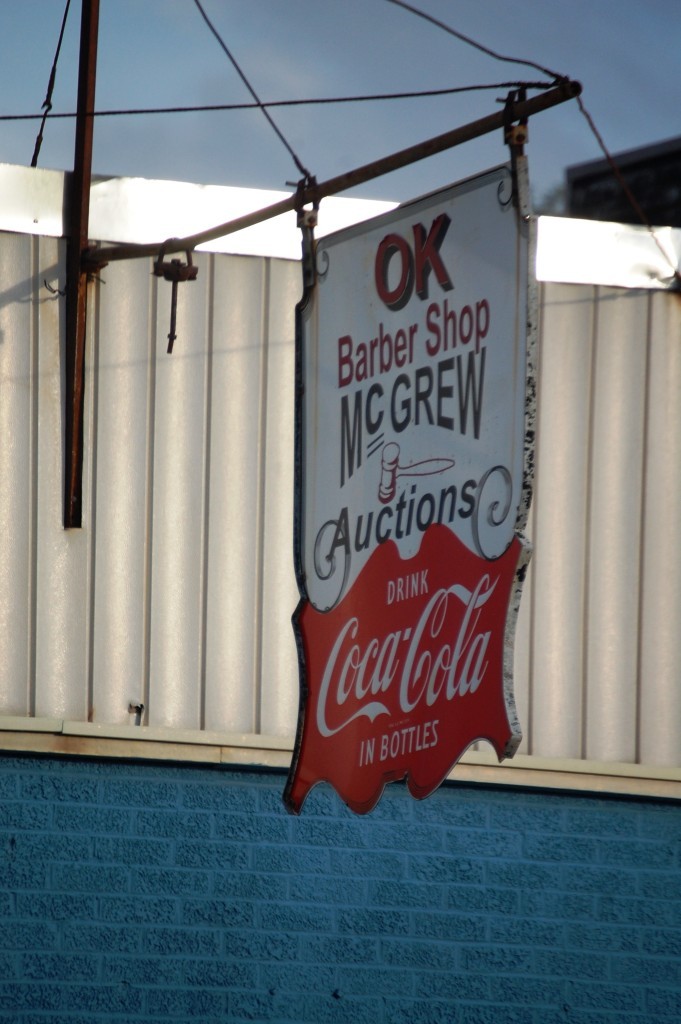 OK
Barber Shop
McGREW
Auctions
DRINK
Coca-Cola
IN BOTTLES